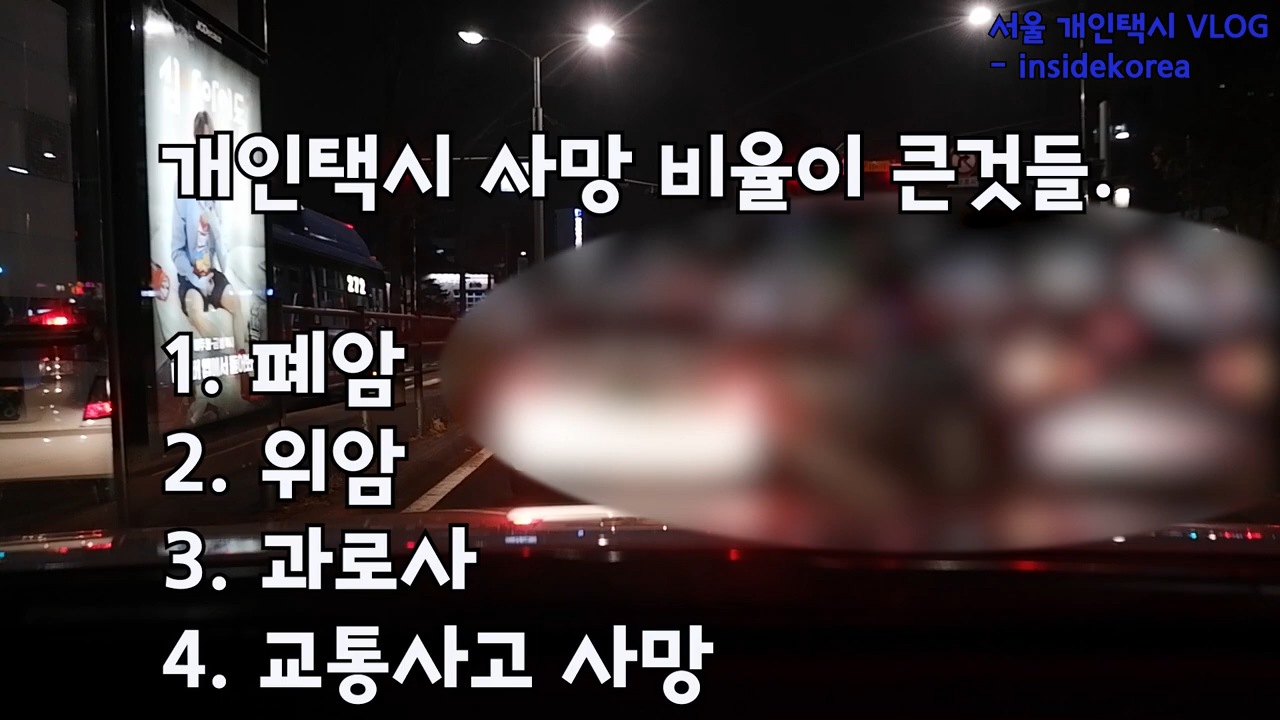 서울 개인택시 VLOG
- insidekorea
개인택시 사망 비율이 큰것들.
272
1. 폐암
2. 위암
3. 과로사
4. 교통사고 사망